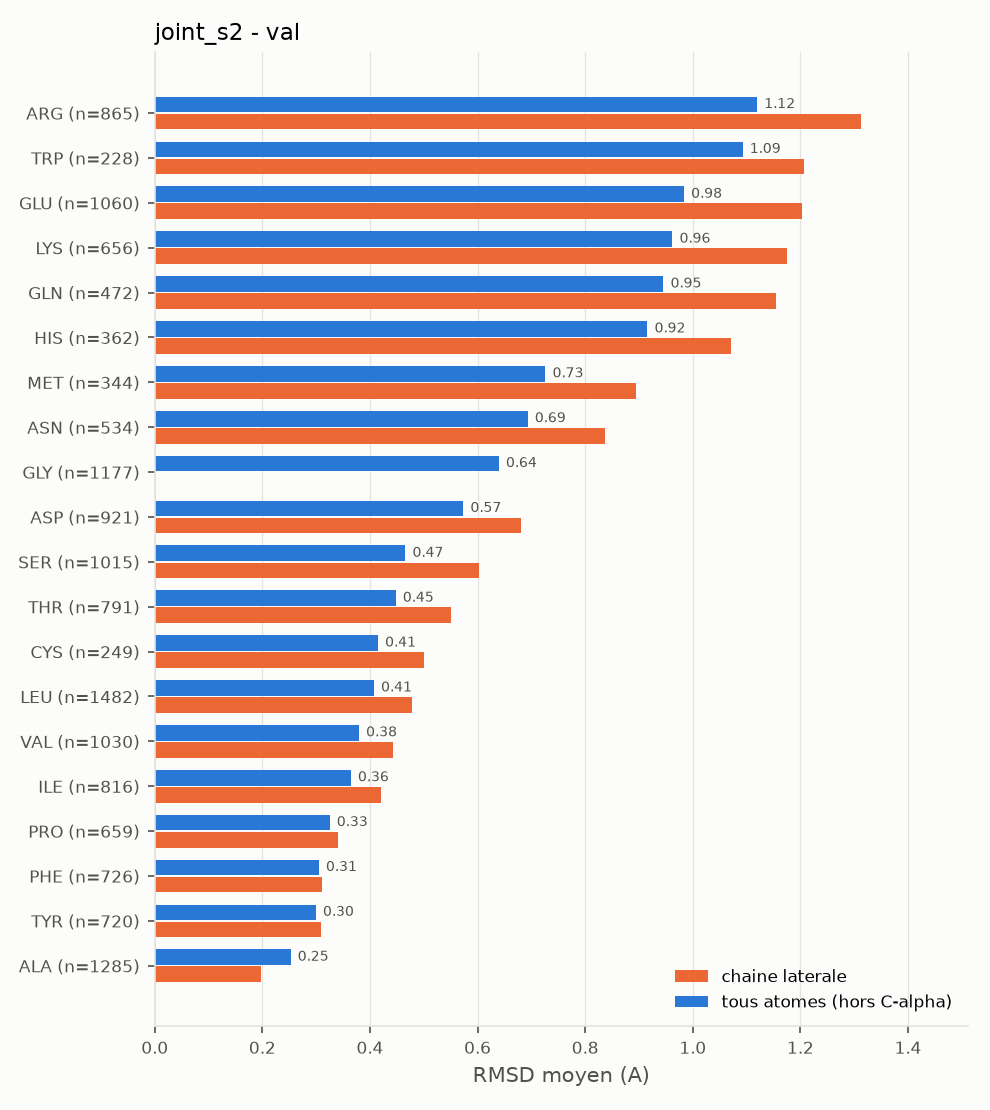 joint_s2 - val
ARG (n=865)
1.12
TRP (n=228)
1.09
GLU (n=1060)
0.98
LYS (n=656)
0.96
GLN (n=472)
0.95
HIS (n=362)
0.92
MET (n=344)
0.73
ASN (n=534)
0.69
GLY (n=1177)
0.64
ASP (n=921)
0.57
SER (n=1015)
0.47
THR (n=791)
0.45
CYS (n=249)
0.41
LEU (n=1482)
0.41
VAL (n=1030)
0.38
ILE (n=816)
0.36
PRO (n=659)
0.33
PHE (n=726)
0.31
TYR (n=720)
0.30
ALA (n=1285)
0.25
chaine laterale
tous atomes (hors C-alpha)
0.0 0.2 0.4 0.6 0.8 1.0 1.2 1.4
RMSD moyen (A)